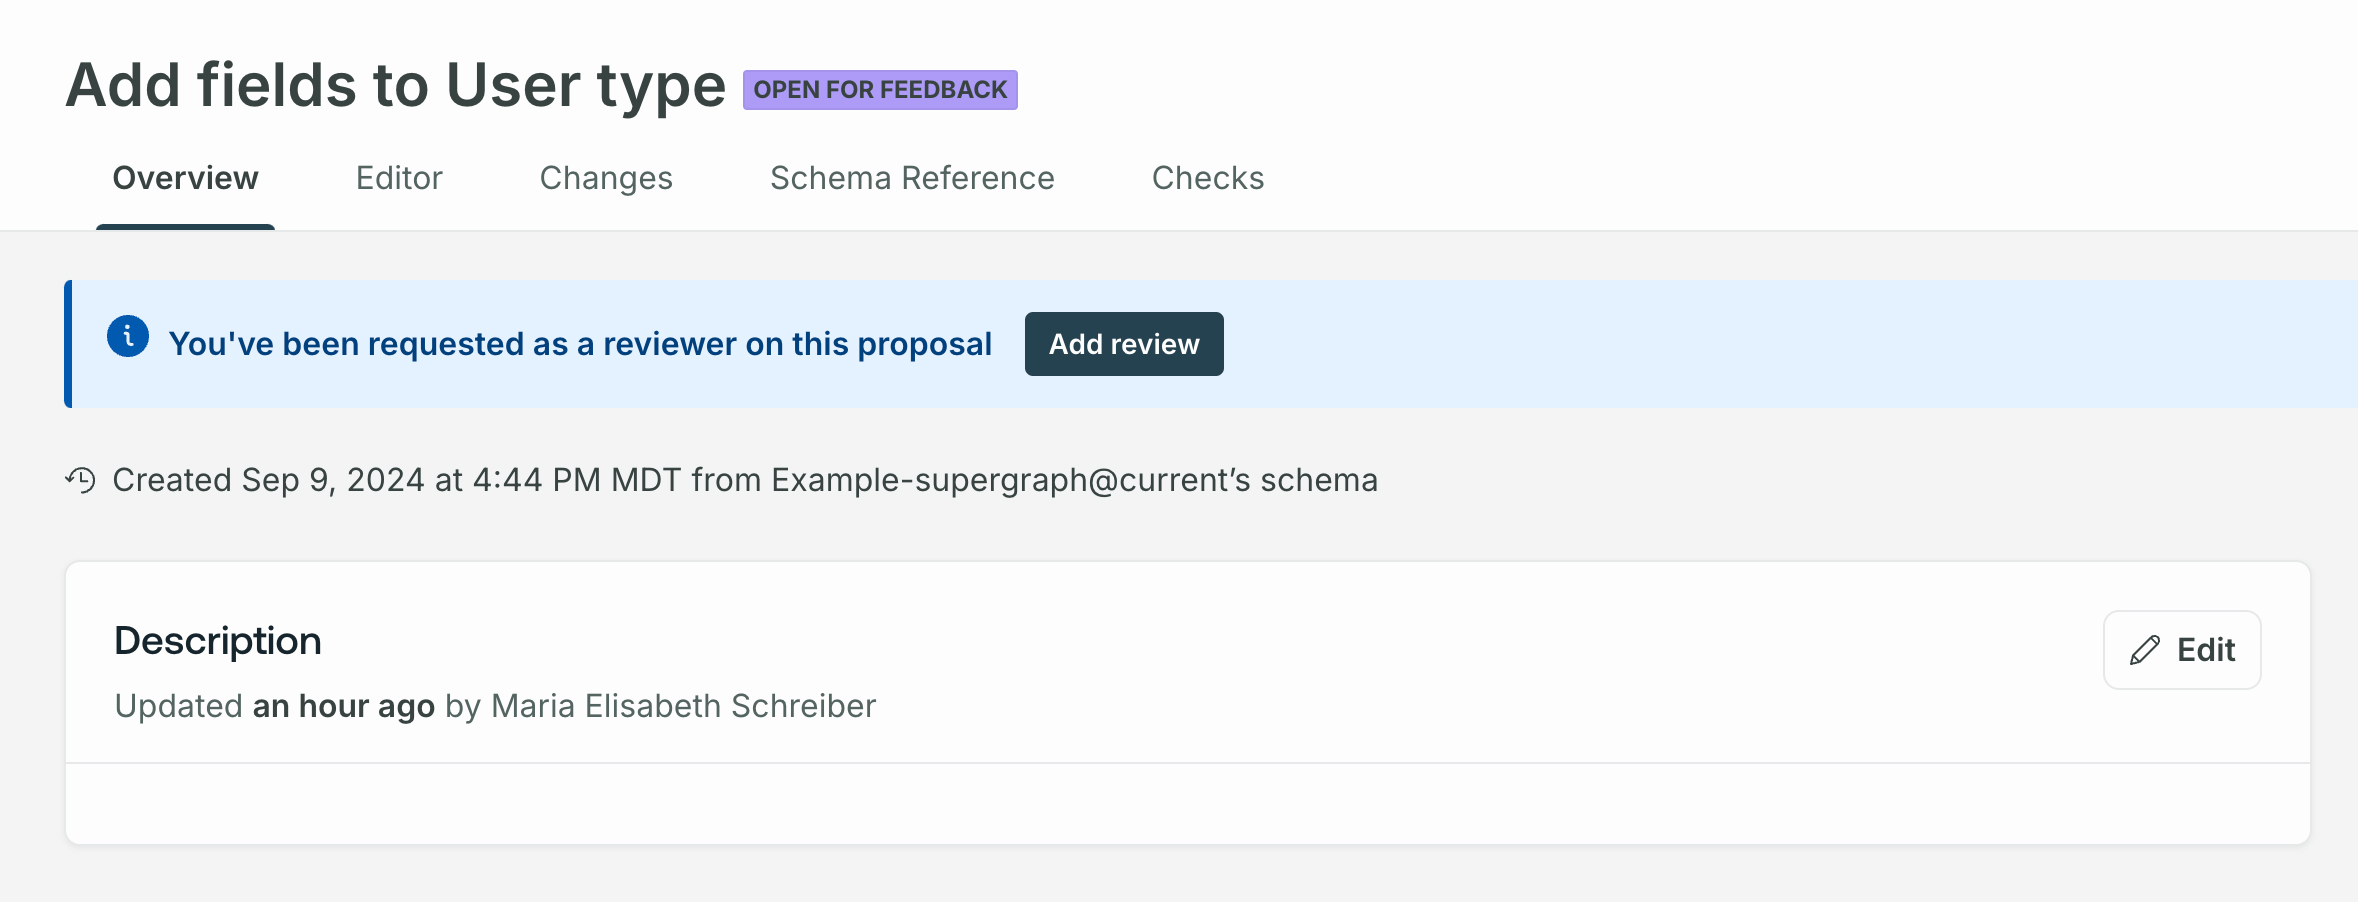 Add fields to User type OPEN FOR FEEDBACK
Overview Editor Changes Schema Reference Checks
You've been requested as a reviewer on this proposal Add review
Created Sep 9, 2024 at 4:44 PM MDT from Example-supergraph@current’s schema
Description
Edit
Updated an hour ago by Maria Elisabeth Schreiber